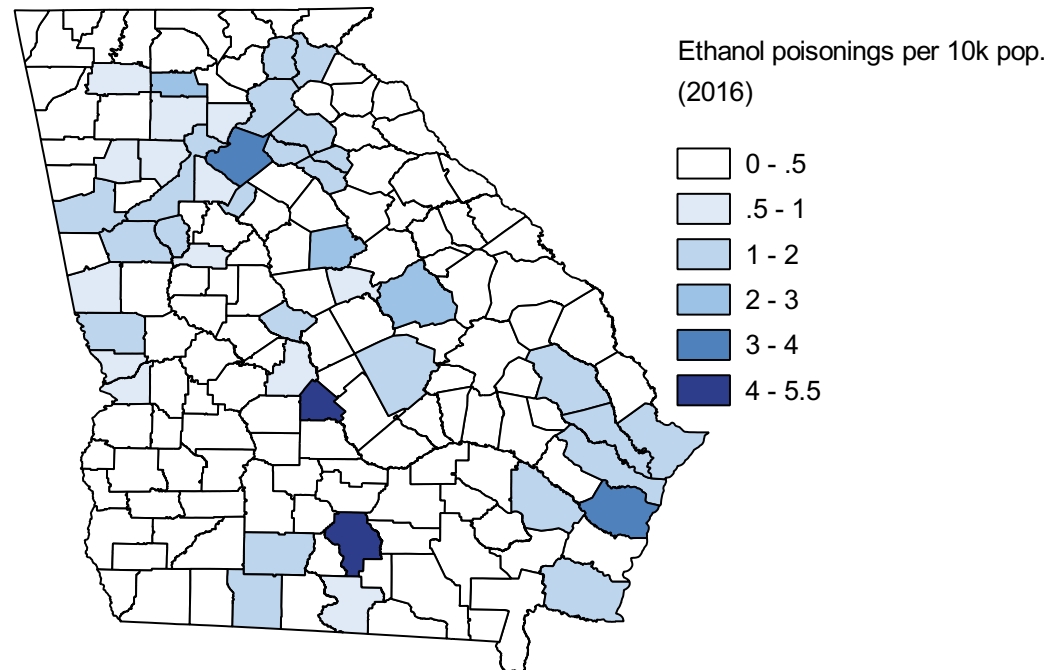 Ethanol poisonings per 10k pop.
(2016)
0 - .5
.5 - 1
1 - 2
2 - 3
3 - 4
4 - 5.5